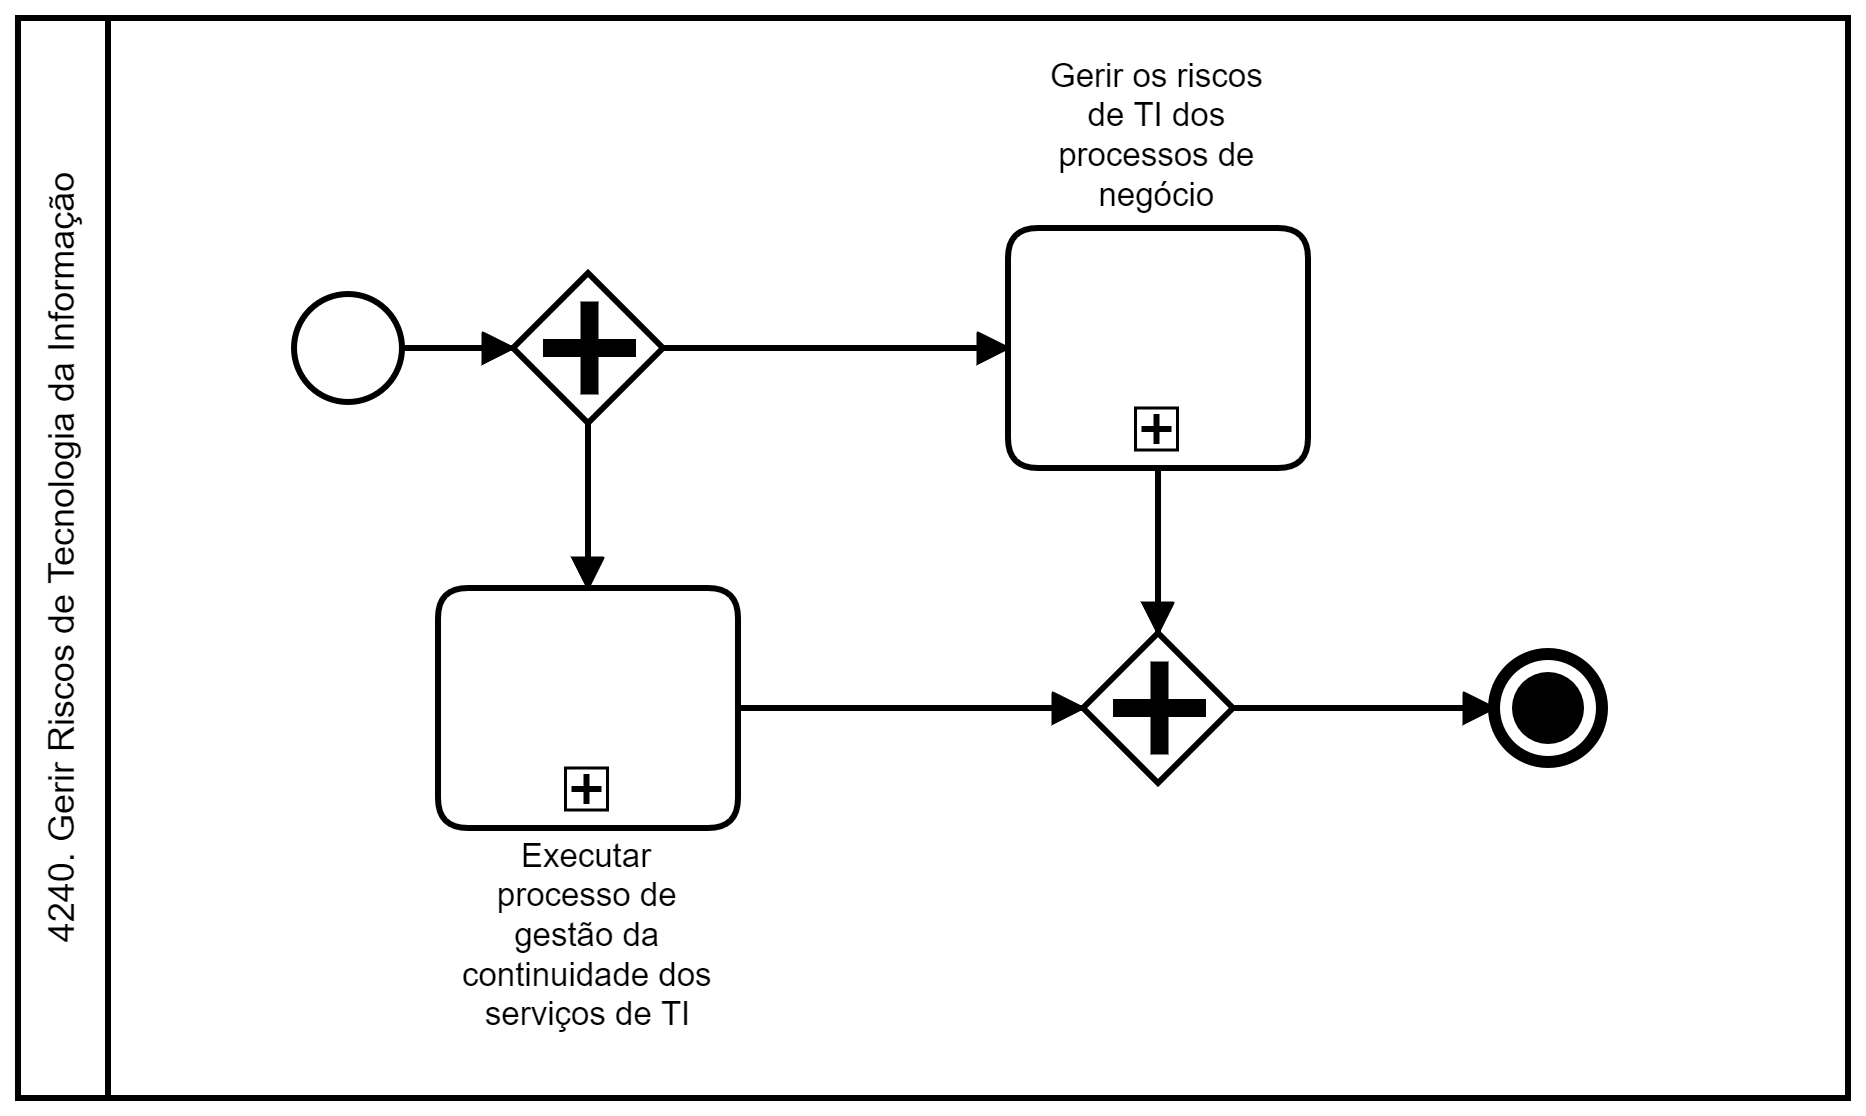 4240. Gerir Riscos de Tecnologia da Informação
Gerir os riscos
de TI dos
processos de
negócio
Executar
processo de
gestão da
continuidade dos
serviços de TI